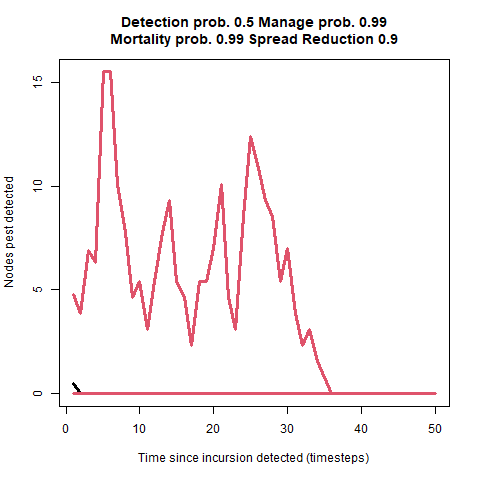 Detection prob. 0.5 Manage prob. 0.99
Mortality prob. 0.99 Spread Reduction 0.9
15
10
5
0
Nodes pest detected
0 10 20 30 40 50
Time since incursion detected (timesteps)